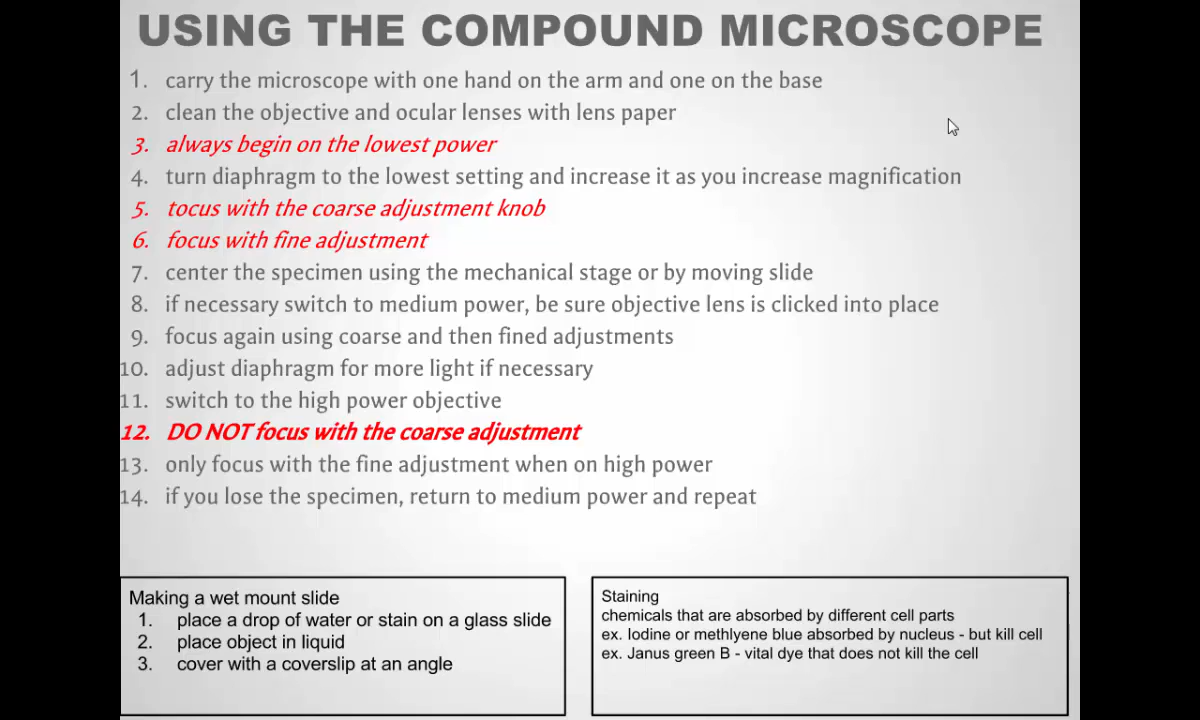 USING THE COMPOUND MICROSCOPE
1. carry the microscope with one hand on the arm and one on the base
2. clean the objective and ocular lenses with lens paper
3. always begin on the lowest power
4. turn diaphragm to the lowest setting and increase it as you increase magnification
5. tocus with the coarse adjustment knob
6. focus with fine adjustment
7. center the specimen using the mechanical stage or by moving slide
8. if necessary switch to medium power, be sure objective lens is clicked into place
9. focus again using coarse and then fined adjustments
10. adjust diaphragm for more light if necessary
11. switch to the high power objective
12. DO NOT focus with the coarse adjustment
13. only focus with the fine adjustment when on high power
14. if you lose the specimen, return to medium power and repeat
Making a wet mount slide
1. place a drop of water or stain on a glass slide
2. place object in liquid
3. cover with a coverslip at an angle
Staining
chemicals that are absorbed by different cell parts
ex. Iodine or methlyene blue absorbed by nucleus - but kill cell
ex. Janus green B - vital dye that does not kill the cell